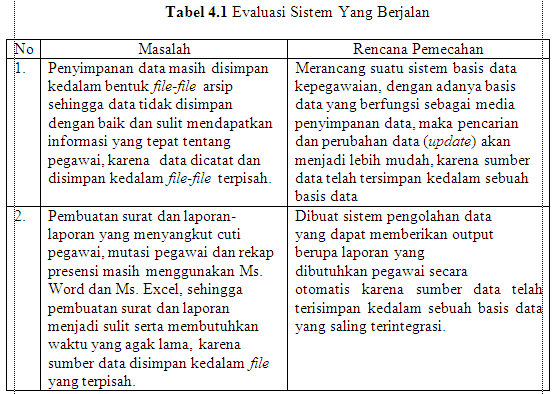 Tabel 4.1 Evaluasi Sistem Yang Berjalan
No Masalah Rencana Pemecahan
1. Penyimpanan data masih disimpan
kedalam bentuk file-file arsip
sehingga data tidak disimpan
dengan baik dan sulit mendapatkan
informasi yang tepat tentang
pegawai, karena data dicatat dan
disimpan kedalam file-file terpisah.
Merancang suatu sistem basis data
kepegawaian, dengan adanya basis
data yang berfungsi sebagai media
penyimpanan data, maka pencarian
dan perubahan data (update) akan
menjadi lebih mudah, karena sumber
data telah tersimpan kedalam sebuah
basis data
2. Pembuatan surat dan laporan-
laporan yang menyangkut cuti
pegawai, mutasi pegawai dan rekap
presensi masih menggunakan Ms.
Word dan Ms. Excel, sehingga
pembuatan surat dan laporan
menjadi sulit serta membutuhkan
waktu yang agak lama, karena
sumber data disimpan kedalam file
yang terpisah.
Dibuat sistem pengolahan data
yang dapat memberikan output
berupa laporan yang
dibutuhkan pegawai secara
otomatis karena sumber data telah
terisimpan kedalam sebuah basis data
yang saling terintegrasi.